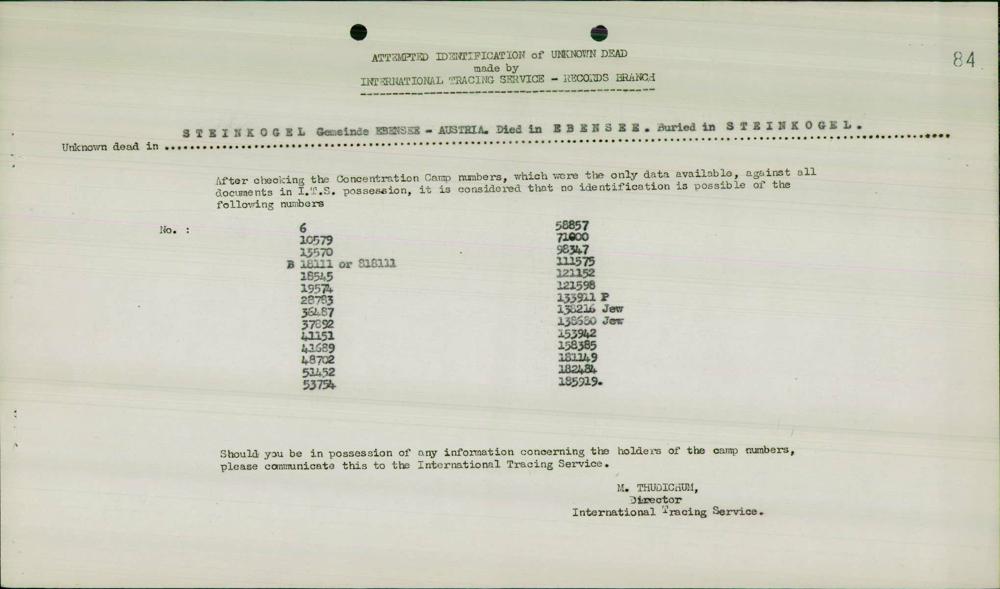 84
ATTEMPTED IDENTIFICATION of UNKNOWN DEAD
made by
INTERNATIONAL TRACING SERVICE - RECORDS BRANCH
STEINKOGEL Gemeinde EBENSEE - AUSTRIA. Died in EBENSEE. Buried in STEINKOGEL.
Unknown dead in
After checking the Concentration Camp numbers, which were the only data available, against all
documents in I.T.S. possession, it is considered that no identification is possible of the
following numbers
No. :
6
10579
13570
B 18111 or 818111
18545
19574
28783
36487
37892
41151
41689
48702
51452
53754
58857
71000
98347
111575
121152
121598
133911 P
138216 Jew
138680 Jew
153942
158385
181149
182484
185919.
Should you be in possession of any information concerning the holders of the camp numbers,
please communicate this to the International Tracing Service.
M. THUDICHUM,
Director
International Tracing Service.